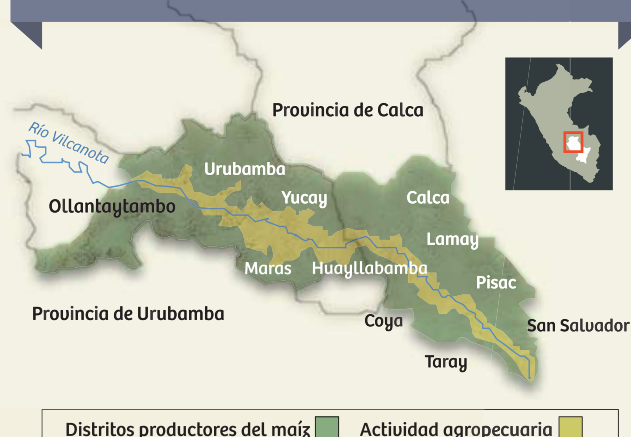 Provincia de Calca
Río Vilcanota
Urubamba
Yucay
Calca
Ollantaytambo
Lamay
Maras
Huayllabamba
Pisac
Provincia de Urubamba
Coya
San Salvador
Taray
Distritos productores del maíz
Actividad agropecuaria